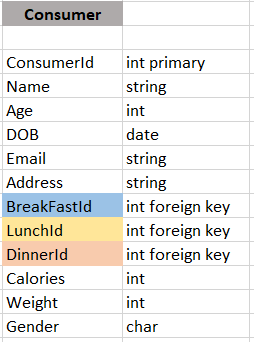 Consumer
ConsumerId int primary
Name string
Age int
DOB date
Email string
Address string
BreakFastId int foreign key
LunchId int foreign key
DinnerId int foreign key
Calories int
Weight int
Gender char